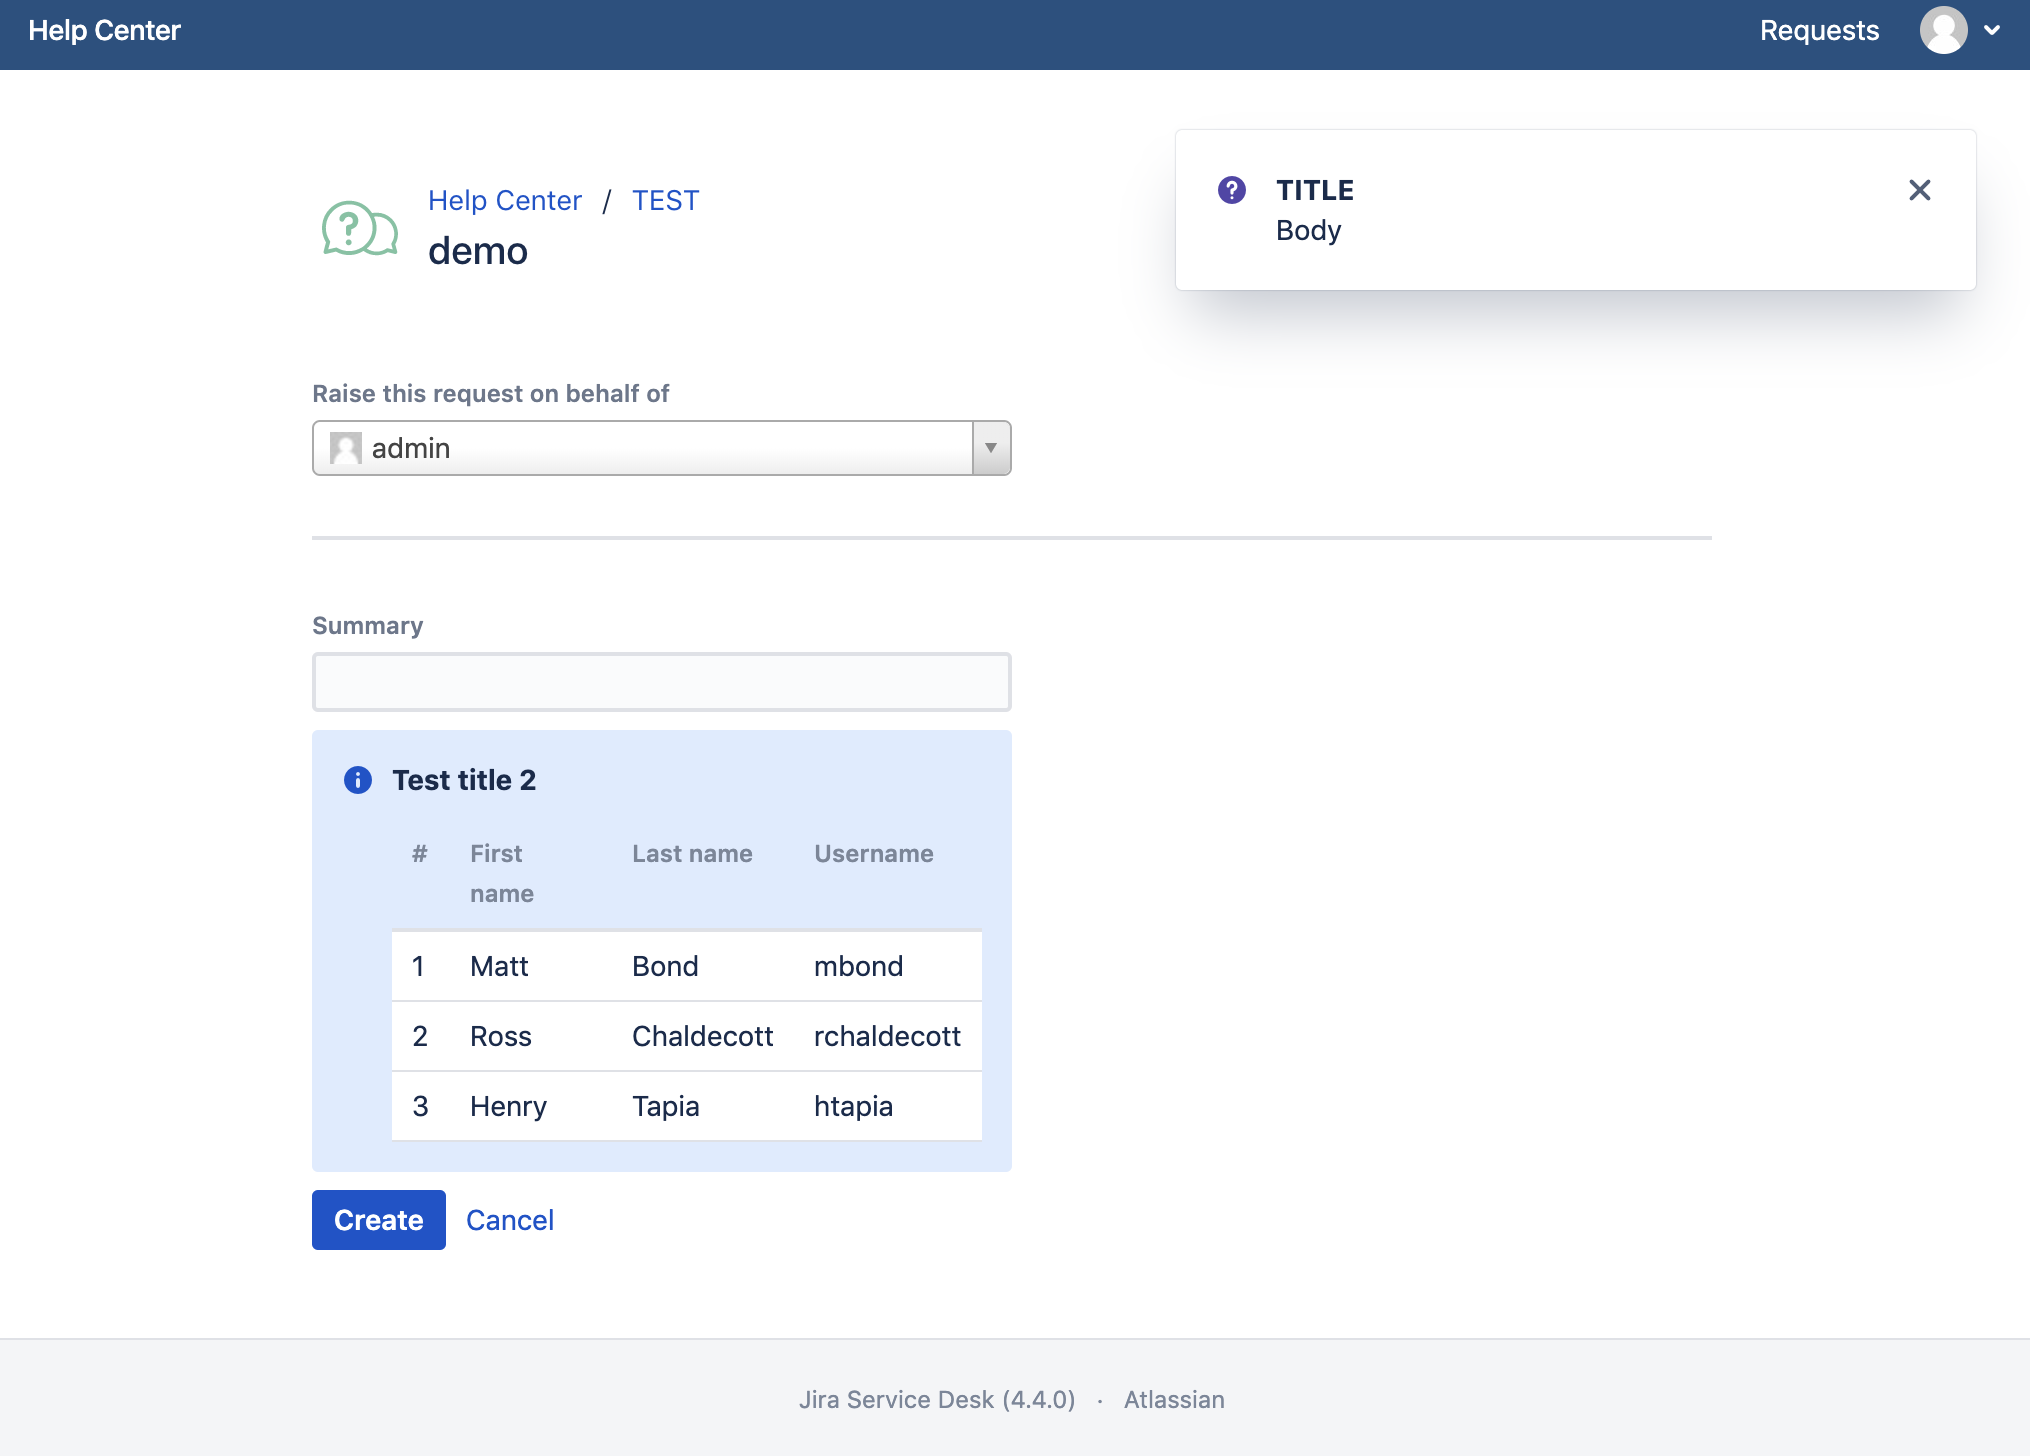 Help Center
Requests
Help Center / TEST
demo
TITLE
Body
Raise this request on behalf of
admin
Summary
Test title 2
# First name Last name Username
1 Matt Bond mbond
2 Ross Chaldecott rchaldecott
3 Henry Tapia htapia
Create Cancel
Jira Service Desk (4.4.0) · Atlassian